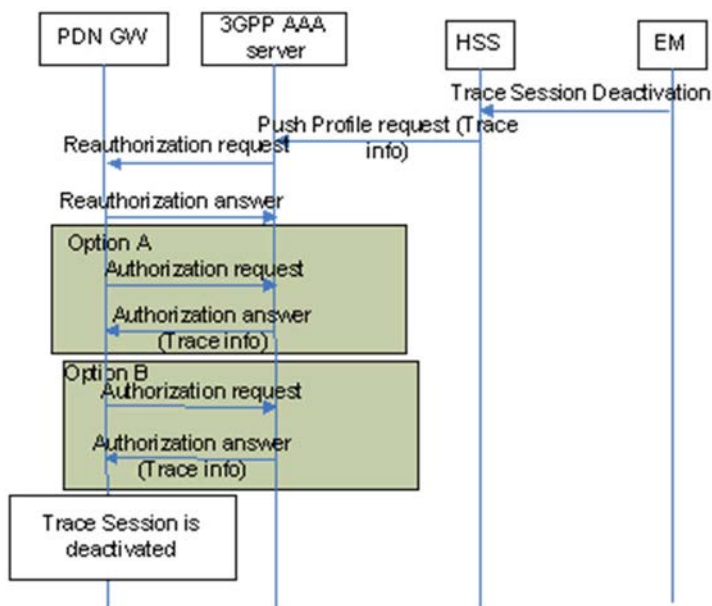 PDN GW
3GPP AAA
server
HSS
EM
Trace Session Deactivation
Push Profile request (Trace
info)
Reauthorization request
Reauthorization answer
Option A
Authorization request
Authorization answer
(Trace info)
Option B
Authorization request
Authorization answer
(Trace info)
Trace Session is
deactivated